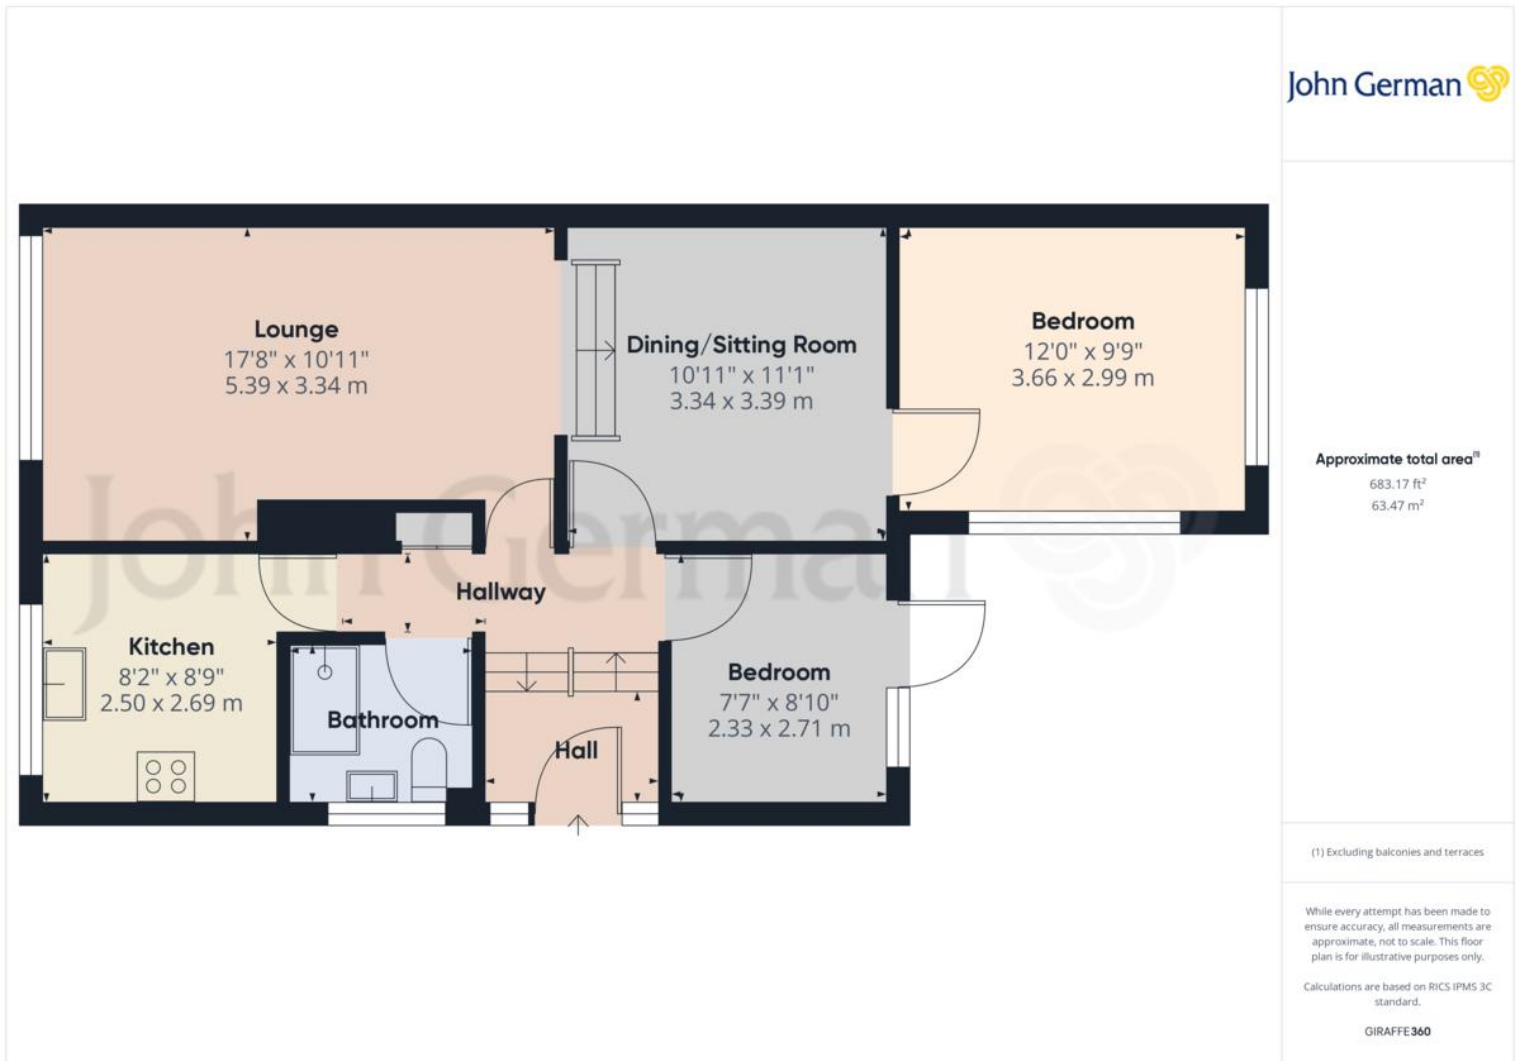 John German
Lounge
17'8" x 10'11"
5.39 x 3.34 m
Dining/Sitting Room
10'11" x 11'1"
3.34 x 3.39 m
Bedroom
12'0" x 9'9"
3.66 x 2.99 m
John German
Hallway
Kitchen
8'2" x 8'9"
2.50 x 2.69 m
Bathroom
Hall
Bedroom
7'7" x 8'10"
2.33 x 2.71 m
Approximate total area(1)
683.17 ft²
63.47 m²
(1) Excluding balconies and terraces
While every attempt has been made to
ensure accuracy, all measurements are
approximate, not to scale. This floor
plan is for illustrative purposes only.
Calculations are based on RICS IPMS 3C
standard.
GIRAFFE360